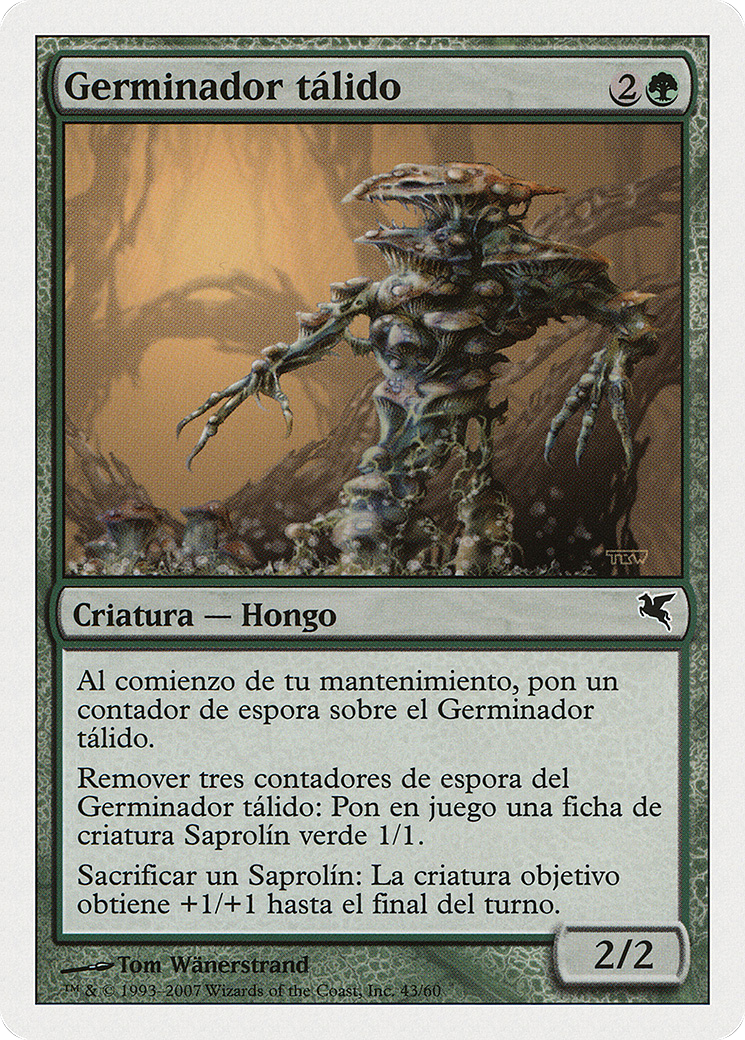 Germinador tálido 2
TRW
Criatura — Hongo
Al comienzo de tu mantenimiento, pon un
contador de espora sobre el Germinador
tálido.
Remover tres contadores de espora del
Germinador tálido: Pon en juego una ficha de
criatura Saprolín verde 1/1.
Sacrificar un Saprolín: La criatura objetivo
obtiene +1/+1 hasta el final del turno.
2/2
Tom Wänerstrand
™ & © 1993–2007 Wizards of the Coast, Inc. 43/60